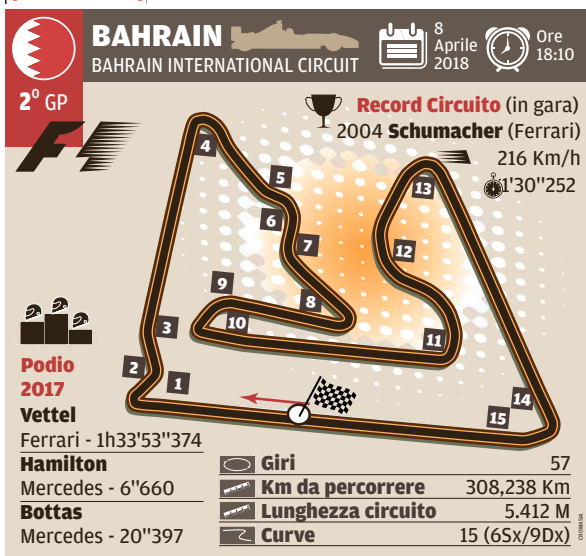 BAHRAIN
BAHRAIN INTERNATIONAL CIRCUIT
8
Aprile
2018
Ore
18:10
2° GP
F1
Record Circuito (in gara)
2004 Schumacher (Ferrari)
216 Km/h
1'30"252
4
5
6
7
8
9
10
11
12
13
14
15
3
2
1
Podio
2017
Vettel
Ferrari - 1h33'53"374
Hamilton
Mercedes - 6"660
Bottas
Mercedes - 20"397
Giri 57
Km da percorrere 308,238 Km
Lunghezza circuito 5.412 M
Curve 15 (6Sx/9Dx)